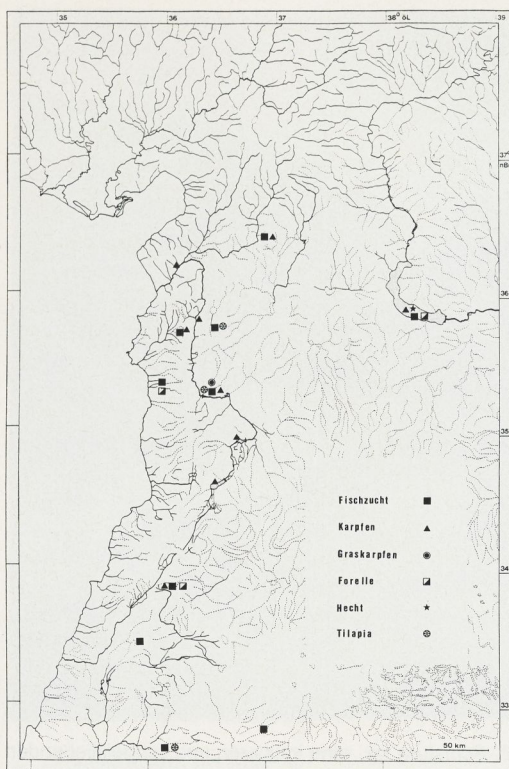 35 36 37 38° öL 39
37°
nBr
36
35
Fischzucht
Karpfen
Graskarpfen
Forelle
Hecht
Tilapia
34
33
50 km